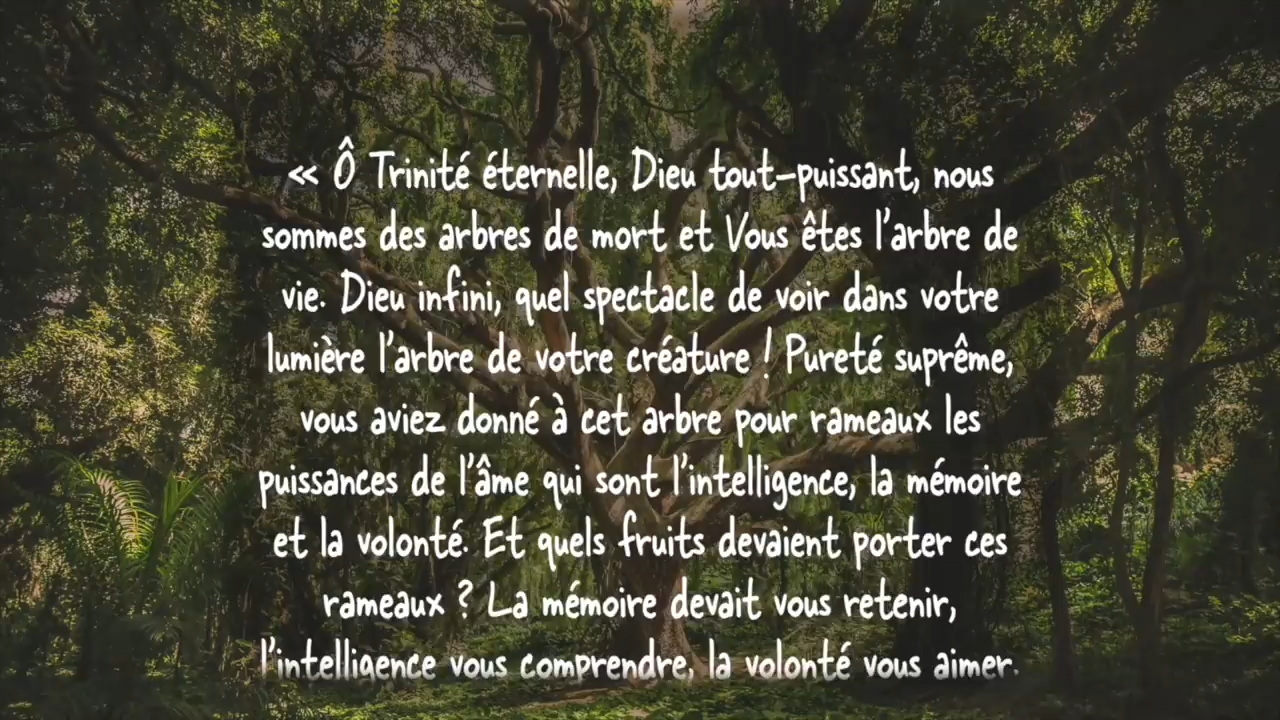 « Ô Trinité éternelle, Dieu tout-puissant, nous
sommes des arbres de mort et Vous êtes l'arbre de
vie. Dieu infini, quel spectacle de voir dans votre
lumière l'arbre de votre créature ! Pureté suprême,
vous aviez donné à cet arbre pour rameaux les
puissances de l'âme qui sont l'intelligence, la mémoire
et la volonté. Et quels fruits devaient porter ces
rameaux ? La mémoire devait vous retenir,
l'intelligence vous comprendre, la volonté vous aimer.